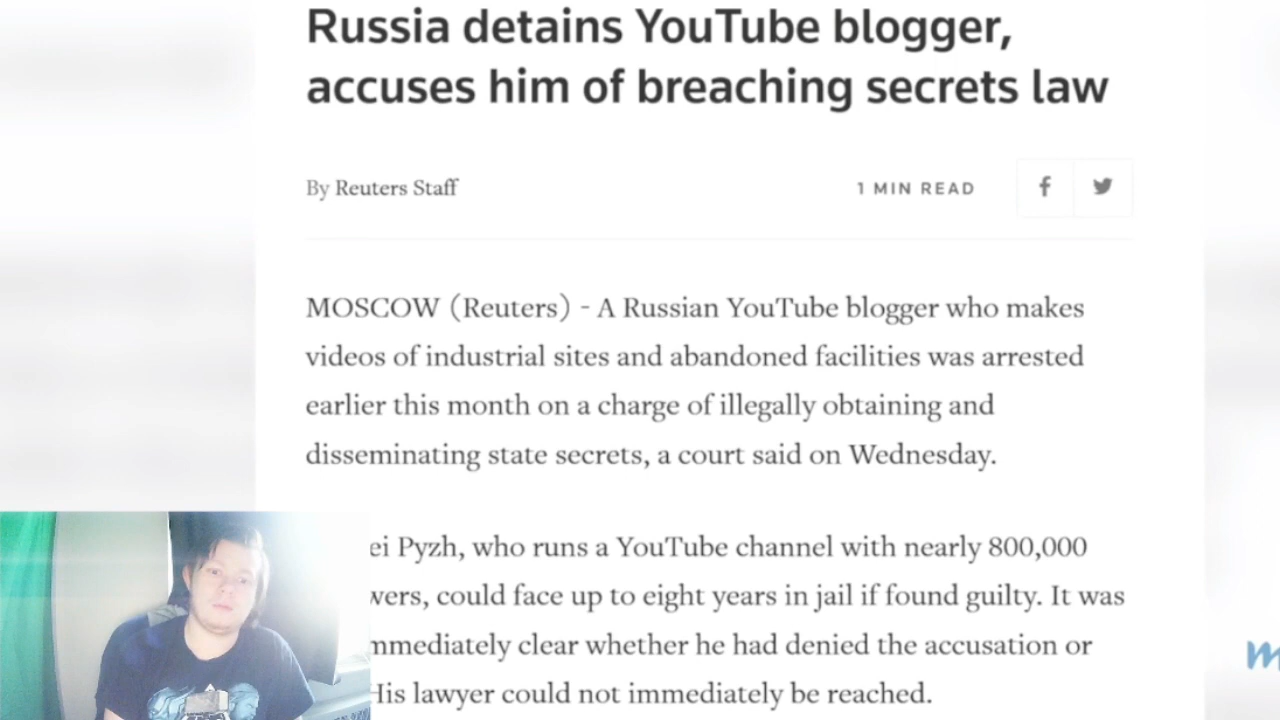 Russia detains YouTube blogger,
accuses him of breaching secrets law
By Reuters Staff
1 MIN READ
MOSCOW (Reuters) - A Russian YouTube blogger who makes
videos of industrial sites and abandoned facilities was arrested
earlier this month on a charge of illegally obtaining and
disseminating state secrets, a court said on Wednesday.
ei Pyzh, who runs a YouTube channel with nearly 800,000
wers, could face up to eight years in jail if found guilty. It was
mmediately clear whether he had denied the accusation or
His lawyer could not immediately be reached.